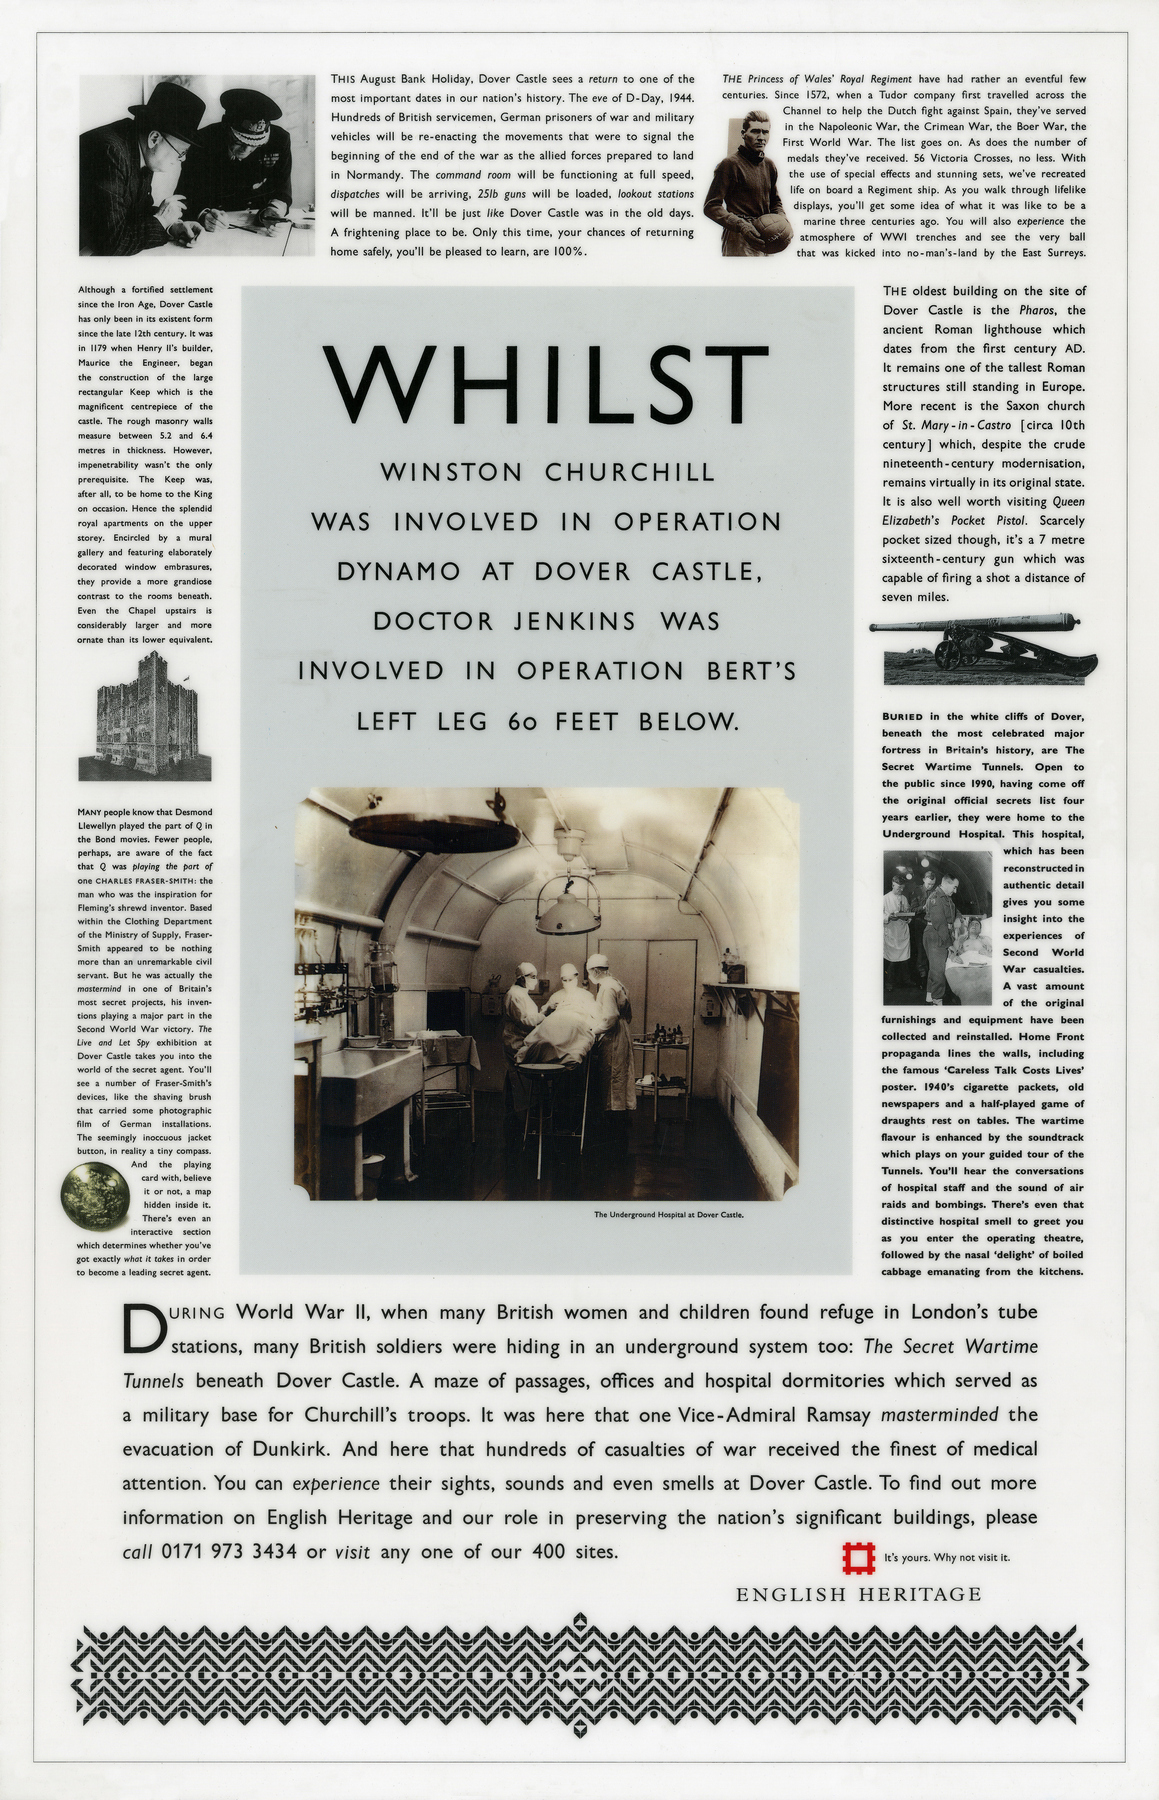 THIS August Bank Holiday, Dover Castle sees a return to one of the
most important dates in our nation's history. The eve of D-Day, 1944.
Hundreds of British servicemen, German prisoners of war and military
vehicles will be re-enacting the movements that were to signal the
beginning of the end of the war as the allied forces prepared to land
in Normandy. The command room will be functioning at full speed,
dispatches will be arriving, 25lb guns will be loaded, lookout stations
will be manned. It'll be just like Dover Castle was in the old days.
A frightening place to be. Only this time, your chances of returning
home safely, you'll be pleased to learn, are 100%.
THE Princess of Wales' Royal Regiment have had rather an eventful few
centuries. Since 1572, when a Tudor company first travelled across the
Channel to help the Dutch fight against Spain, they've served
in the Napoleonic War, the Crimean War, the Boer War, the
First World War. The list goes on. As does the number of
medals they've received. 56 Victoria Crosses, no less. With
the use of special effects and stunning sets, we've recreated
life on board a Regiment ship. As you walk through lifelike
displays, you'll get some idea of what it was like to be a
marine three centuries ago. You will also experience the
atmosphere of WWI trenches and see the very ball
that was kicked into no-man's-land by the East Surreys.
Although a fortified settlement
since the Iron Age, Dover Castle
has only been in its existent form
since the late 12th century. It was
in 1179 when Henry II's builder,
Maurice the Engineer, began
the construction of the large
rectangular Keep which is the
magnificent centrepiece of the
castle. The rough masonry walls
measure between 5.2 and 6.4
metres in thickness. However,
impenetrability wasn't the only
prerequisite. The Keep was,
after all, to be home to the King
on occasion. Hence the splendid
royal apartments on the upper
storey. Encircled by a mural
gallery and featuring elaborately
decorated window embrasures,
they provide a more grandiose
contrast to the rooms beneath.
Even the Chapel upstairs is
considerably larger and more
ornate than its lower equivalent.
MANY people know that Desmond
Llewellyn played the part of Q in
the Bond movies. Fewer people,
perhaps, are aware of the fact
that Q was playing the part of
one CHARLES FRASER-SMITH: the
man who was the inspiration for
Fleming's shrewd inventor. Based
within the Clothing Department
of the Ministry of Supply, Fraser-
Smith appeared to be nothing
more than an unremarkable civil
servant. But he was actually the
mastermind in one of Britain's
most secret projects, his inven-
tions playing a major part in the
Second World War victory. The
Live and Let Spy exhibition at
Dover Castle takes you into the
world of the secret agent. You'll
see a number of Fraser-Smith's
devices, like the shaving brush
that carried some photographic
film of German installations.
The seemingly inoccuous jacket
button, in reality a tiny compass.
And the playing
card with, believe
it or not, a map
hidden inside it.
There's even an
interactive section
which determines whether you've
got exactly what it takes in order
to become a leading secret agent.
WHILST
WINSTON CHURCHILL
WAS INVOLVED IN OPERATION
DYNAMO AT DOVER CASTLE,
DOCTOR JENKINS WAS
INVOLVED IN OPERATION BERT'S
LEFT LEG 60 FEET BELOW.
The Underground Hospital at Dover Castle.
THE oldest building on the site of
Dover Castle is the Pharos, the
ancient Roman lighthouse which
dates from the first century AD.
It remains one of the tallest Roman
structures still standing in Europe.
More recent is the Saxon church
of St. Mary-in-Castro [circa 10th
century] which, despite the crude
nineteenth-century modernisation,
remains virtually in its original state.
It is also well worth visiting Queen
Elizabeth's Pocket Pistol. Scarcely
pocket sized though, it's a 7 metre
sixteenth-century gun which was
capable of firing a shot a distance of
seven miles.
BURIED in the white cliffs of Dover,
beneath the most celebrated major
fortress in Britain's history, are The
Secret Wartime Tunnels. Open to
the public since 1990, having come off
the original official secrets list four
years earlier, they were home to the
Underground Hospital. This hospital,
which has been
reconstructed in
authentic detail
gives you some
insight into the
experiences of
Second World
War casualties.
A vast amount
of the original
furnishings and equipment have been
collected and reinstalled. Home Front
propaganda lines the walls, including
the famous 'Careless Talk Costs Lives'
poster. 1940's cigarette packets, old
newspapers and a half-played game of
draughts rest on tables. The wartime
flavour is enhanced by the soundtrack
which plays on your guided tour of the
Tunnels. You'll hear the conversations
of hospital staff and the sound of air
raids and bombings. There's even that
distinctive hospital smell to greet you
as you enter the operating theatre,
followed by the nasal 'delight' of boiled
cabbage emanating from the kitchens.
DURING World War II, when many British women and children found refuge in London's tube
stations, many British soldiers were hiding in an underground system too: The Secret Wartime
Tunnels beneath Dover Castle. A maze of passages, offices and hospital dormitories which served as
a military base for Churchill's troops. It was here that one Vice-Admiral Ramsay masterminded the
evacuation of Dunkirk. And here that hundreds of casualties of war received the finest of medical
attention. You can experience their sights, sounds and even smells at Dover Castle. To find out more
information on English Heritage and our role in preserving the nation's significant buildings, please
call 0171 973 3434 or visit any one of our 400 sites.
It's yours. Why not visit it.
ENGLISH HERITAGE